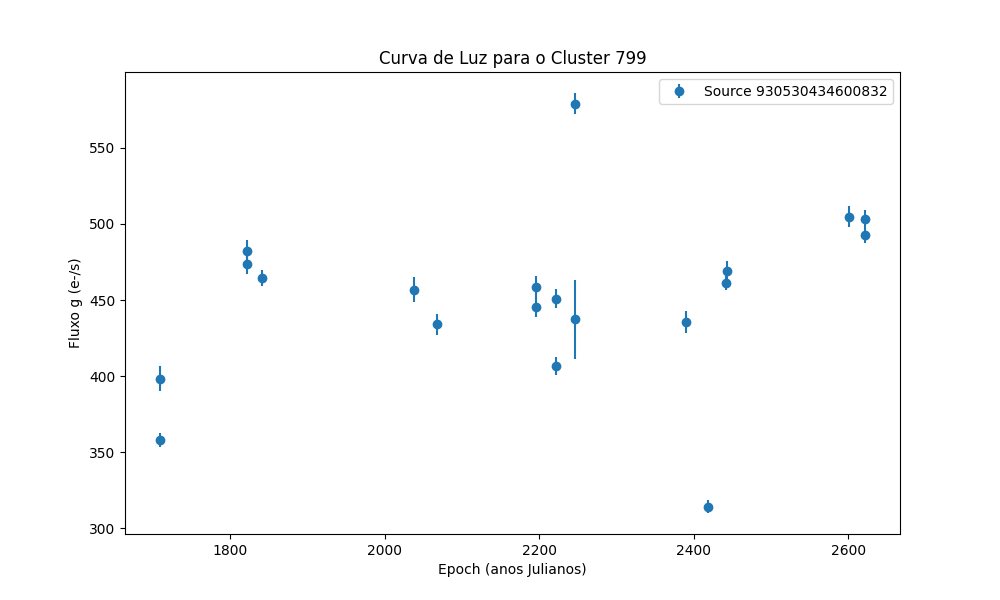 Curva de Luz para o Cluster 799
Source 930530434600832
Fluxo g (e-/s)
550
500
450
400
350
300
1800
2000
2200
2400
2600
Epoch (anos Julianos)